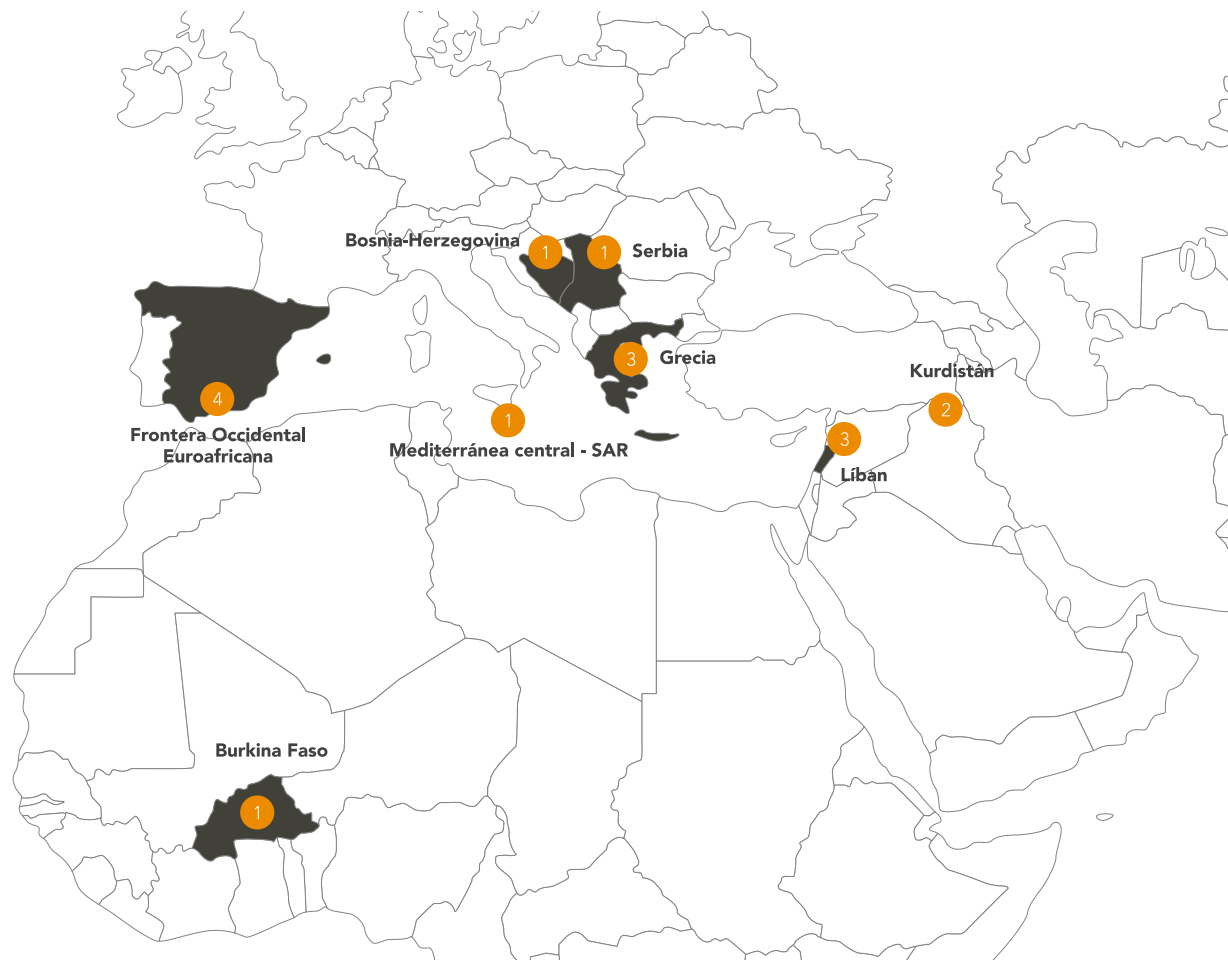 Bosnia-Herzegovina
1
1
Serbia
3
Grecia
Kurdistán
2
4
Frontera Occidental
Euroafricana
1
Mediterránea central - SAR
3
Líban
Burkina Faso
1